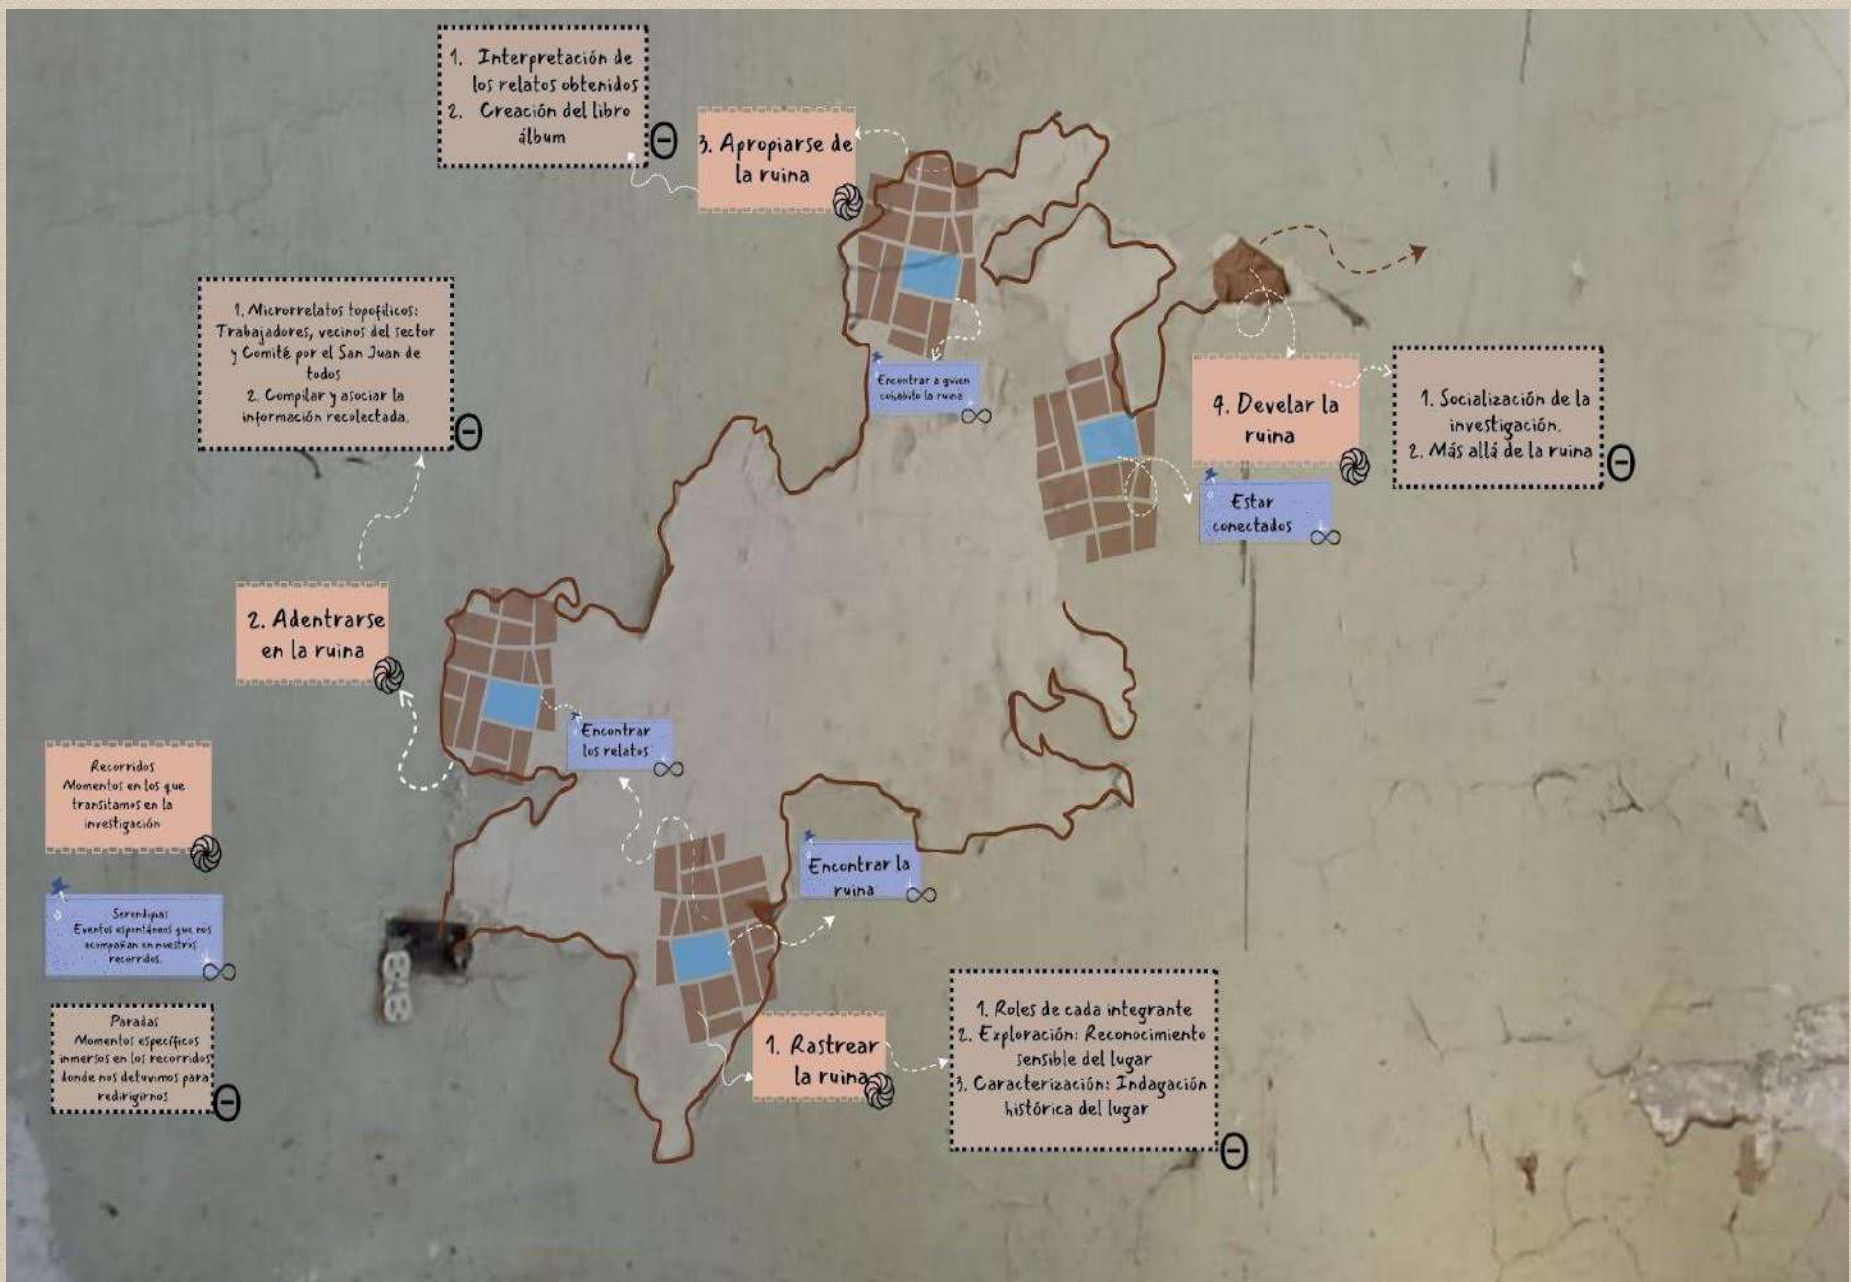 1. Interpretación de
los relatos obtenidos
2. Creación del libro
álbum
3. Apropiarse de
la ruina
1. Microrrelatos topofílicos:
Trabajadores, vecinos del sector
y Comité por el San Juan de
todos
2. Compilar y asociar la
información recolectada.
Encontrar a quien
cohabito la ruina
4. Develar la
ruina
1. Socialización de la
investigación.
2. Más allá de la ruina
Estar
conectados
2. Adentrarse
en la ruina
Encontrar
los relatos
Recorridos
Momentos en los que
transitamos en la
investigación
Encontrar la
ruina
Serendipias
Eventos espontáneos que nos
acompañan en nuestros
recorridos.
Paradas
Momentos específicos
inmersos en los recorridos
donde nos detuvimos para
redirigirnos
1. Rastrear
la ruina
1. Roles de cada integrante
2. Exploración: Reconocimiento
sensible del lugar
3. Caracterización: Indagación
histórica del lugar